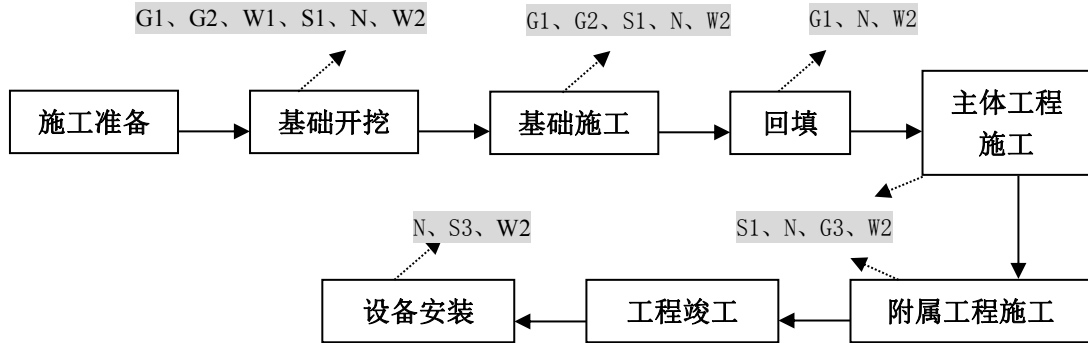 G1、G2、W1、S1、N、W2
G1、G2、S1、N、W2
G1、N、W2
施工准备
基础开挖
基础施工
回填
主体工程
施工
N、S3、W2
S1、N、G3、W2
设备安装
工程竣工
附属工程施工